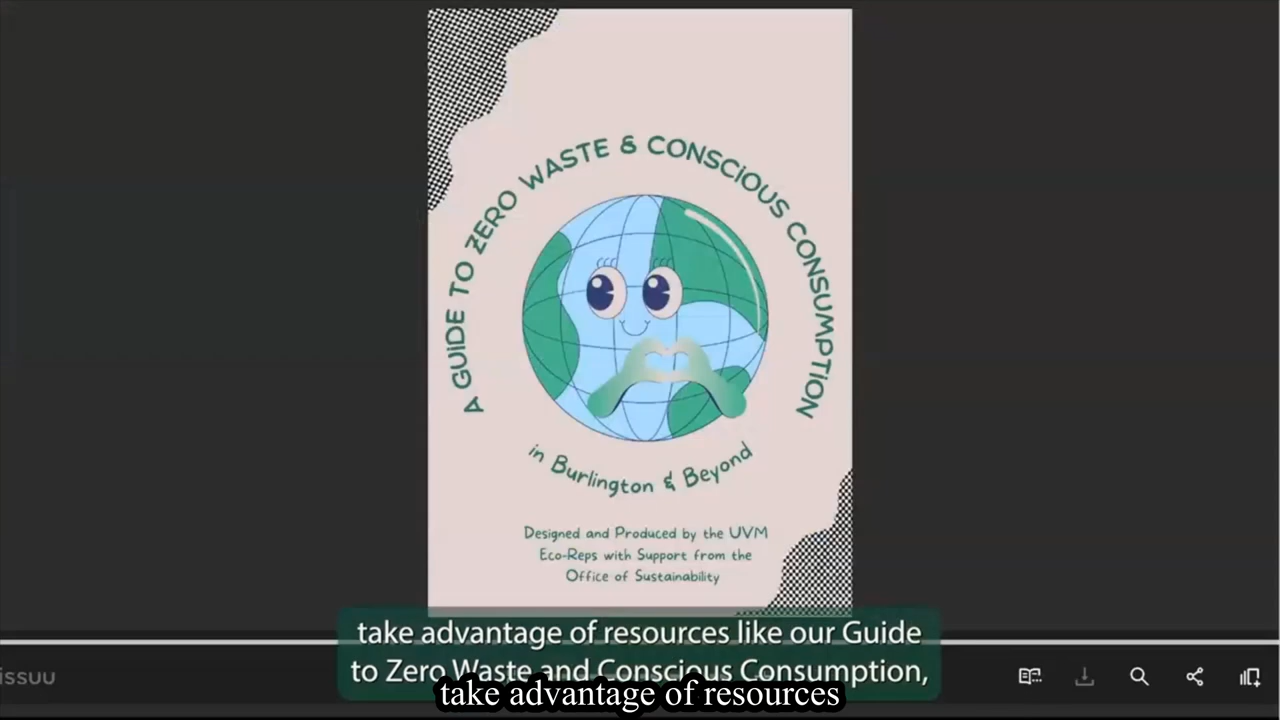 A GUIDE TO ZERO WASTE & CONSCIOUS CONSUMPTION
in Burlington & Beyond
Designed and Produced by the UVM
Eco-Reps with Support from the
Office of Sustainability
take advantage of resources like our Guide
to Zero Waste and Conscious Consumption,
issuu
take advantage of resources